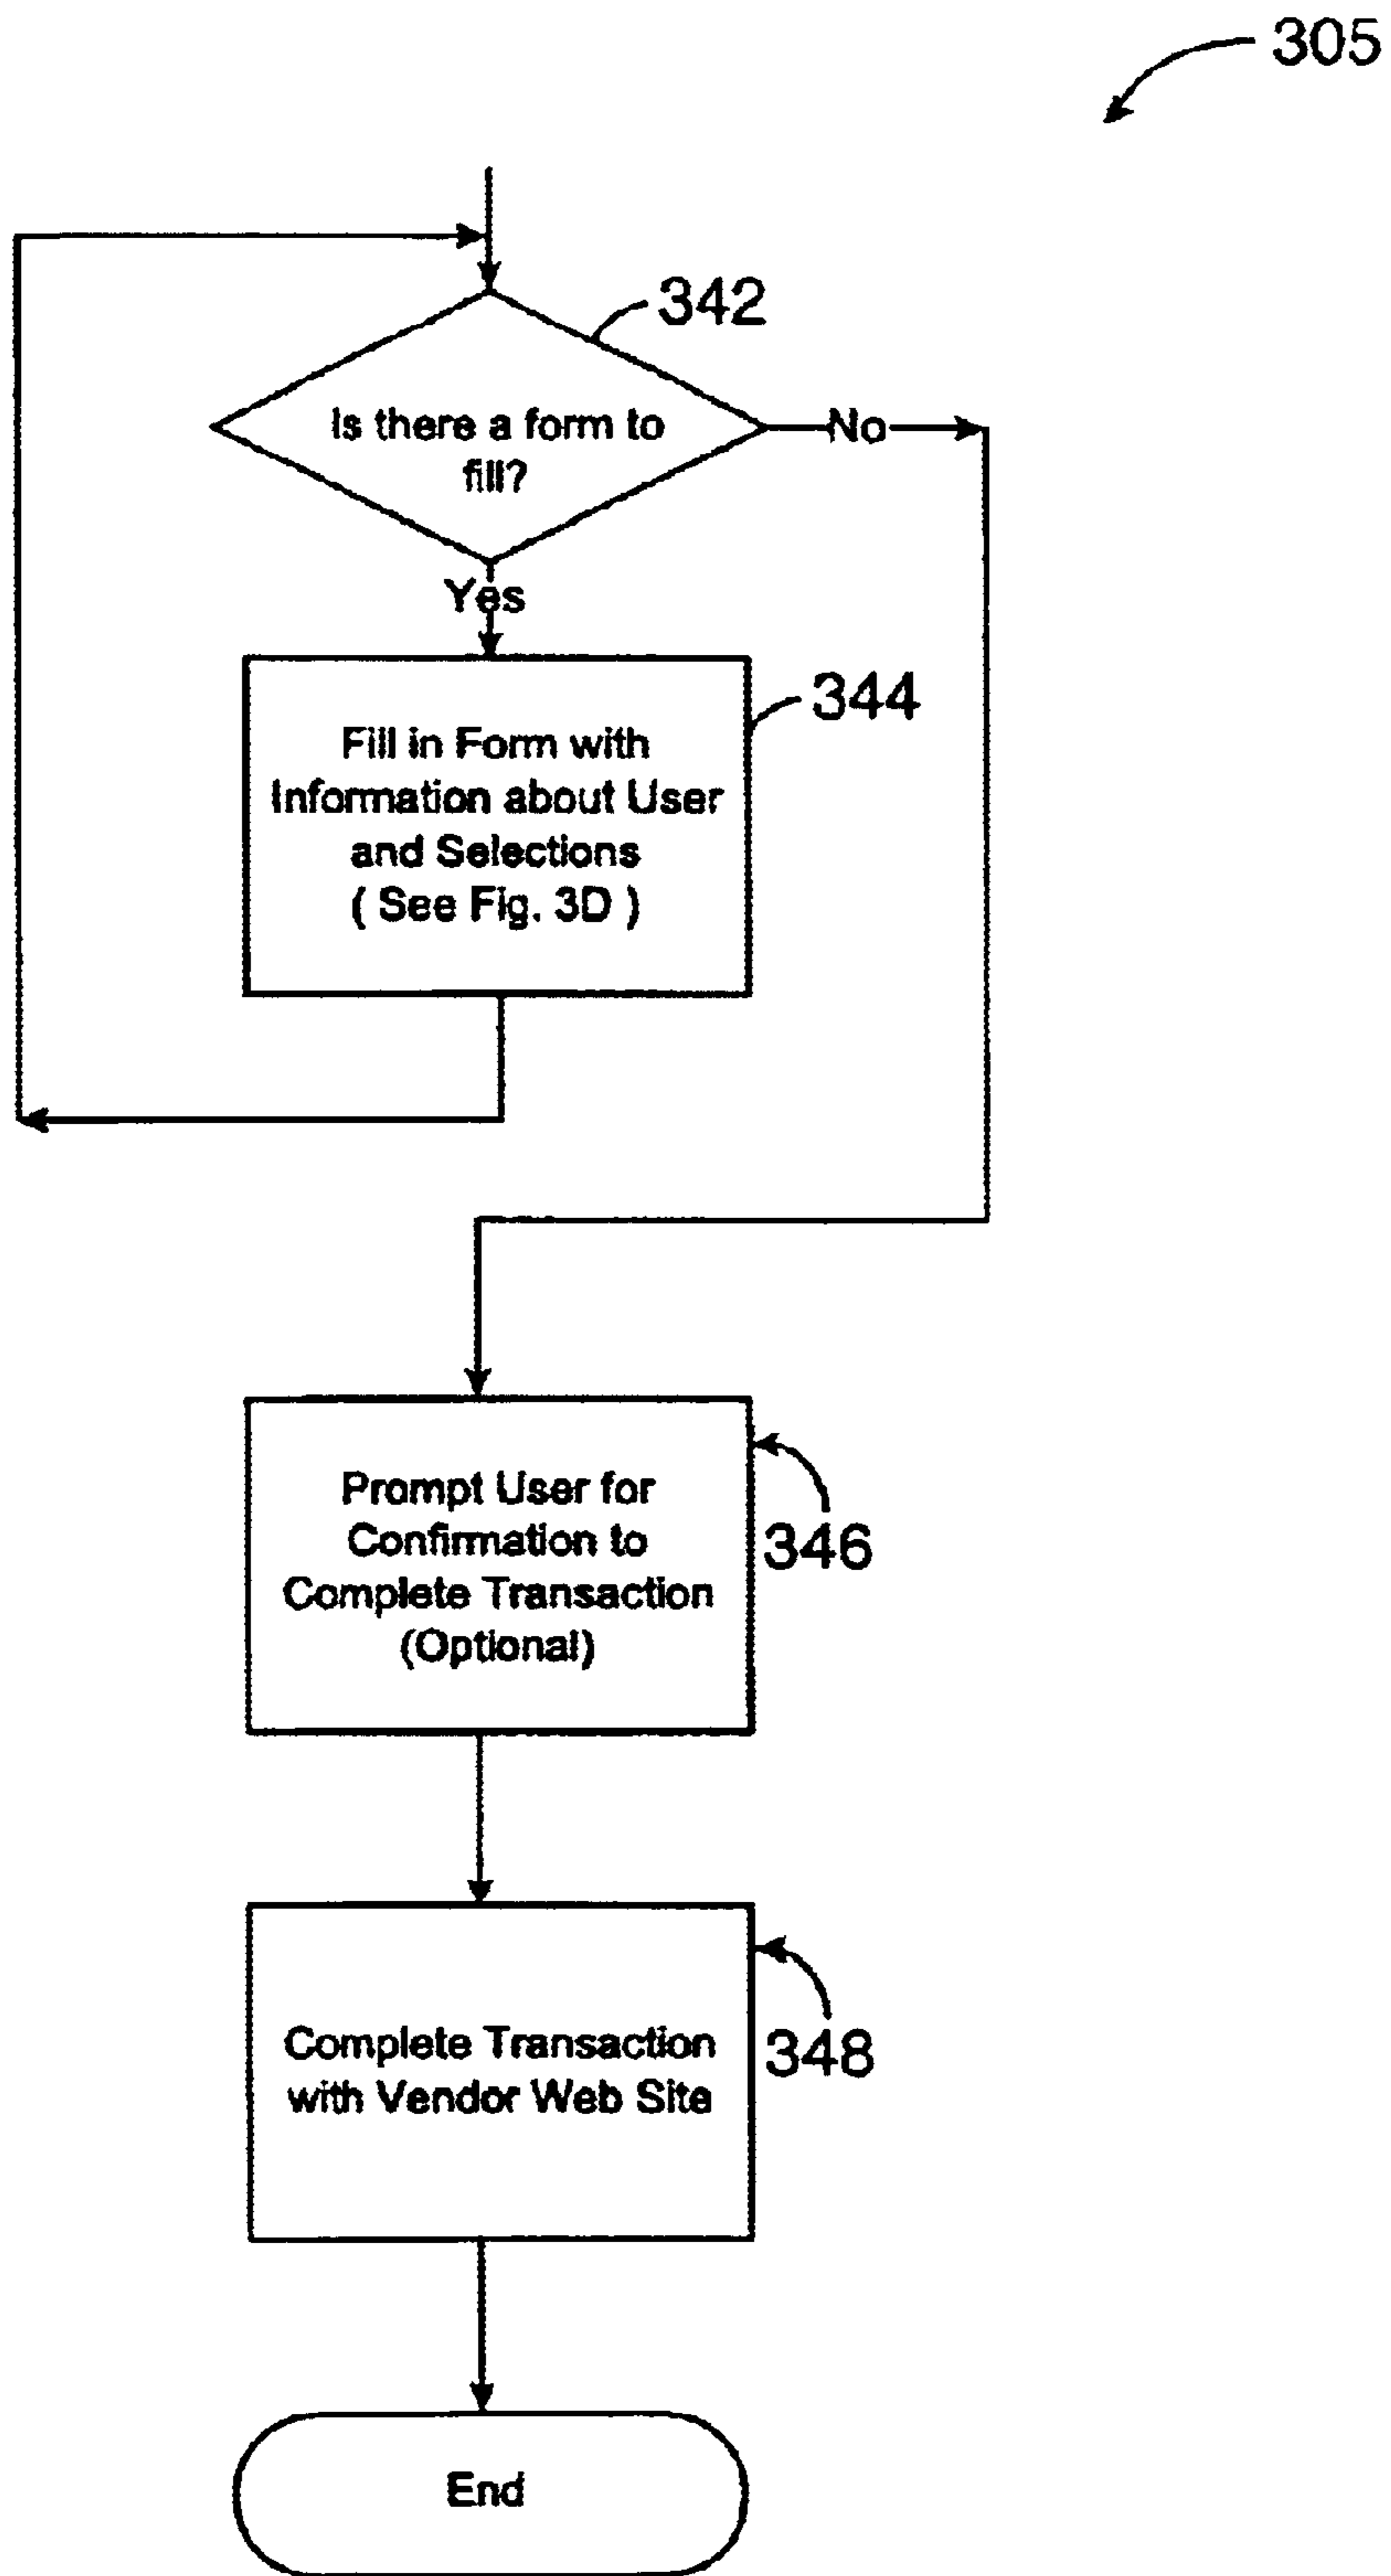 305
342
Is there a form to
fill?
No
Yes
344
Fill in Form with
Information about User
and Selections
( See Fig. 3D )
Prompt User for
Confirmation to
Complete Transaction
(Optional)
346
Complete Transaction
with Vendor Web Site
348
End